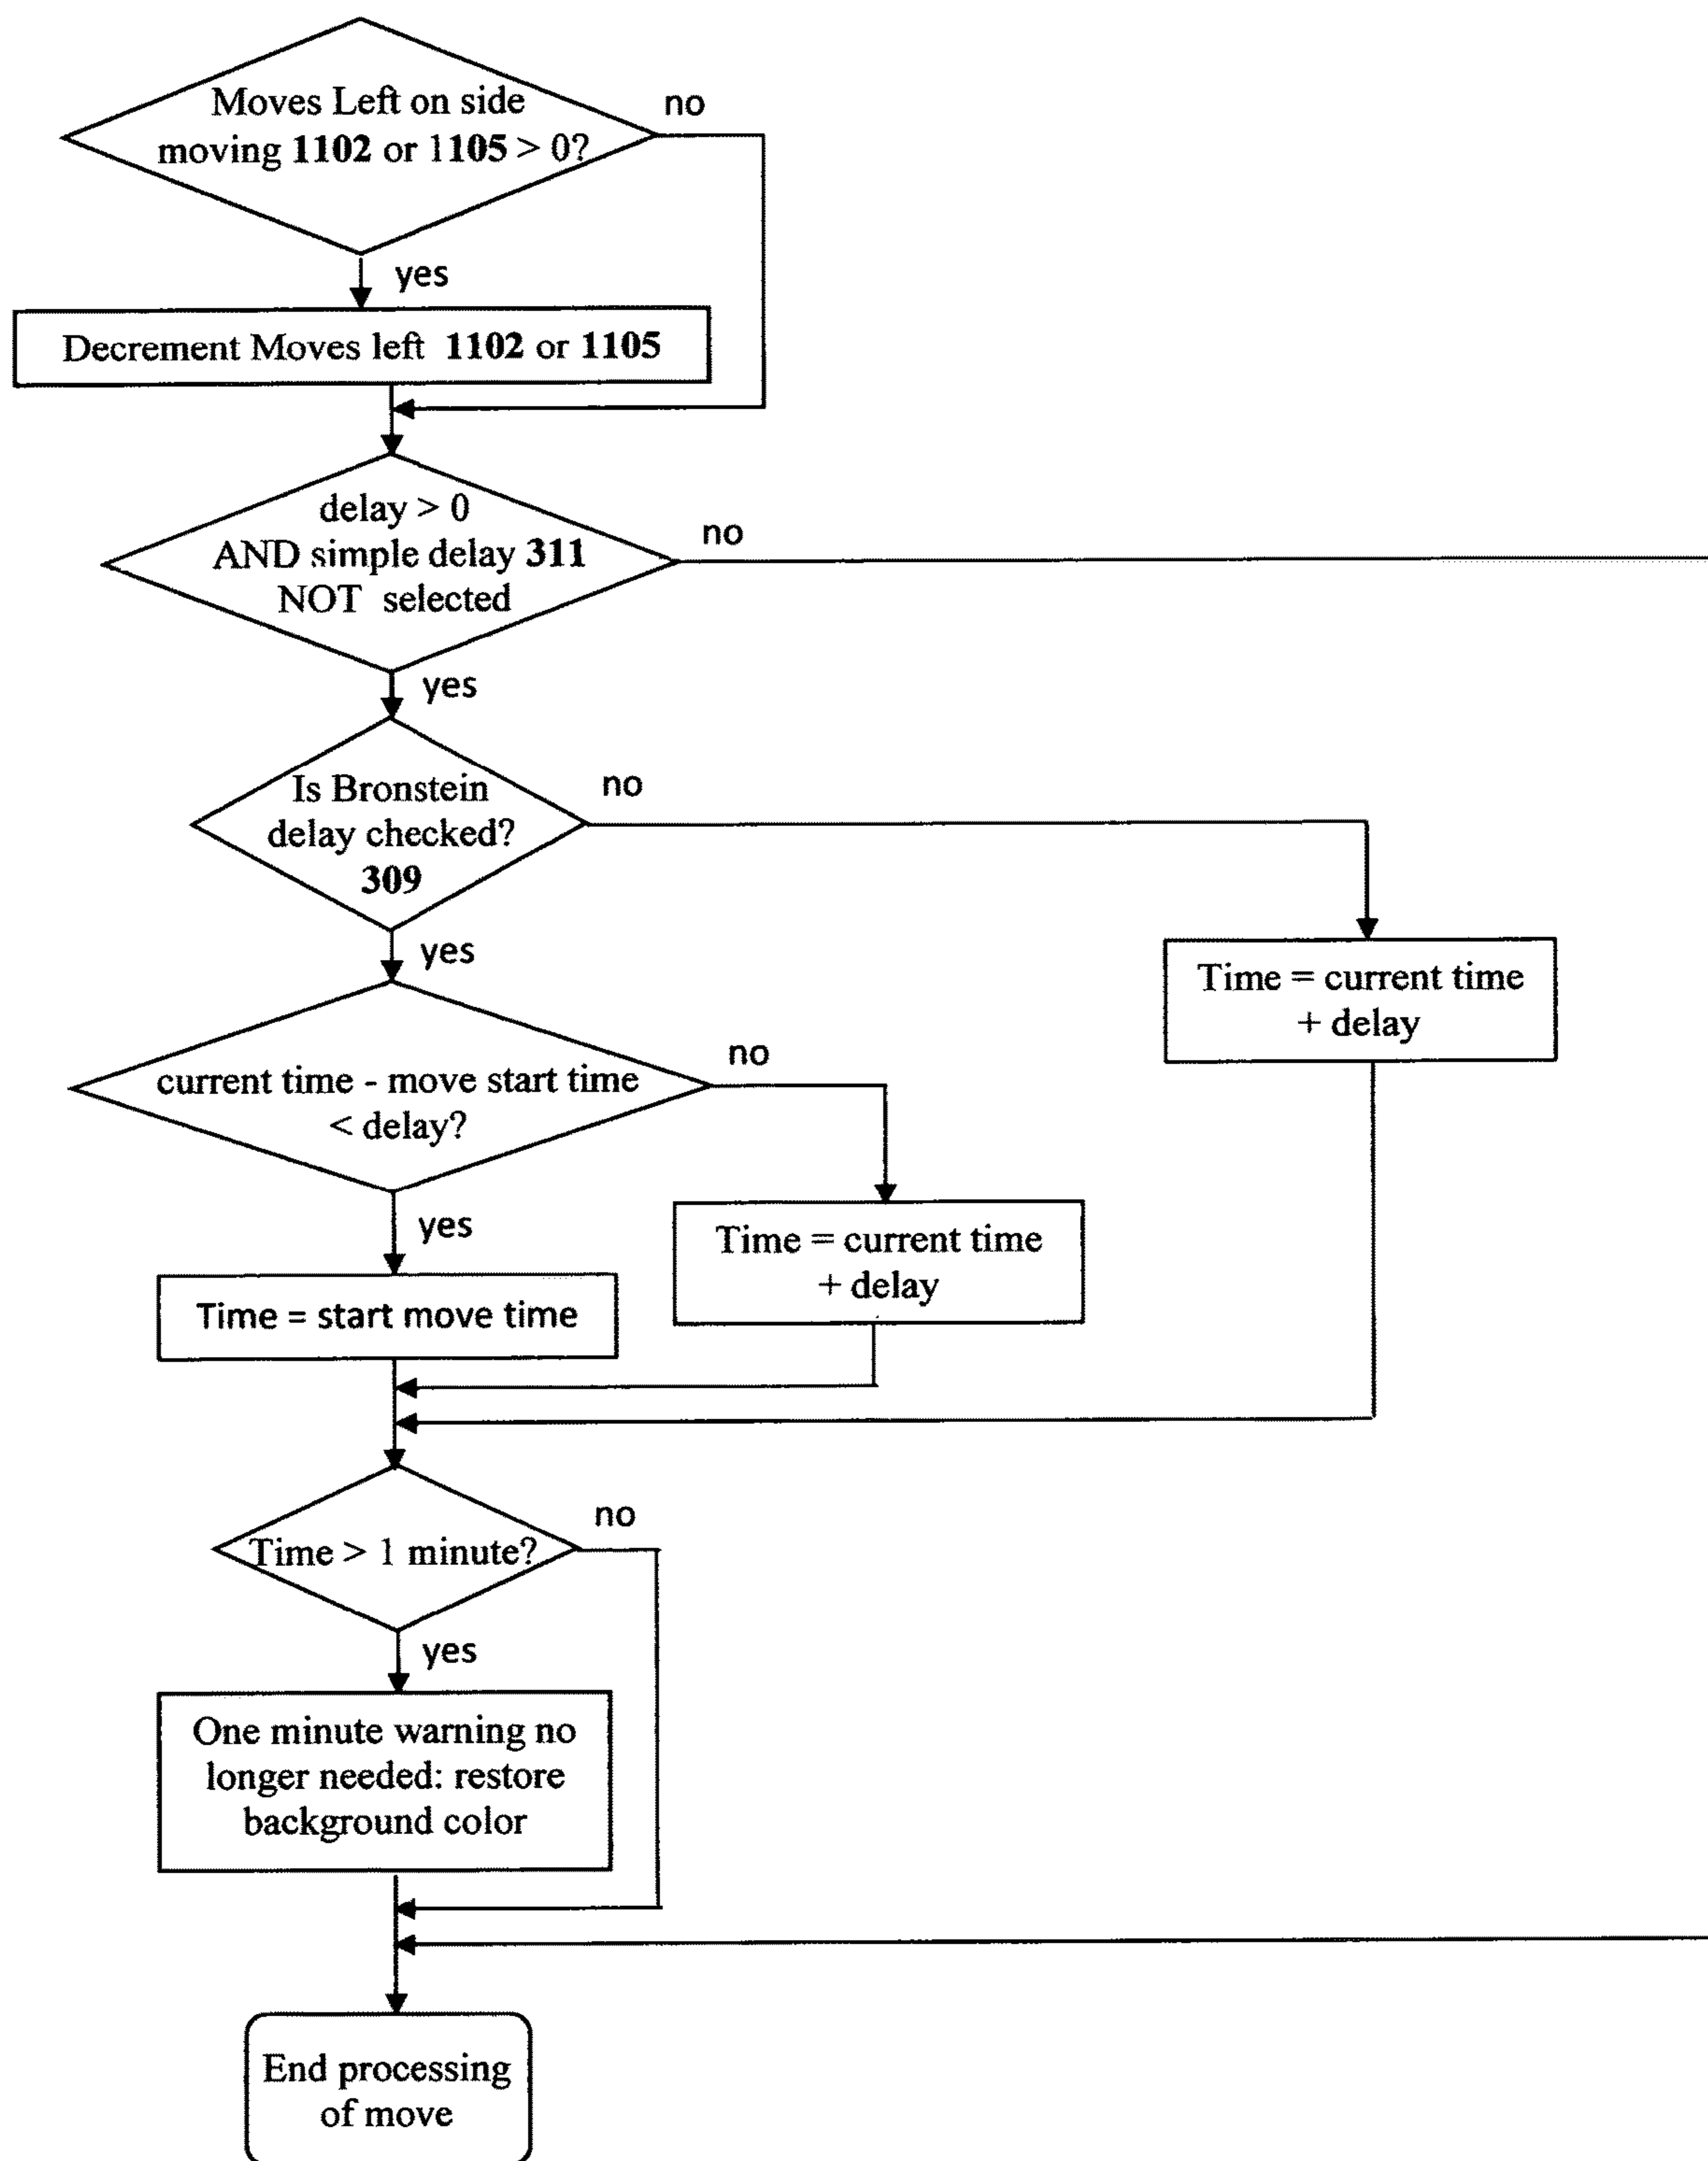 Moves Left on side
moving 1102 or 1105 > 0?
no
yes
Decrement Moves left 1102 or 1105
delay > 0
AND simple delay 311
NOT selected
no
yes
Is Bronstein
delay checked?
309
no
yes
Time = current time
+ delay
current time - move start time
< delay?
no
yes
Time = current time
+ delay
Time = start move time
Time > 1 minute?
no
yes
One minute warning no
longer needed: restore
background color
End processing
of move